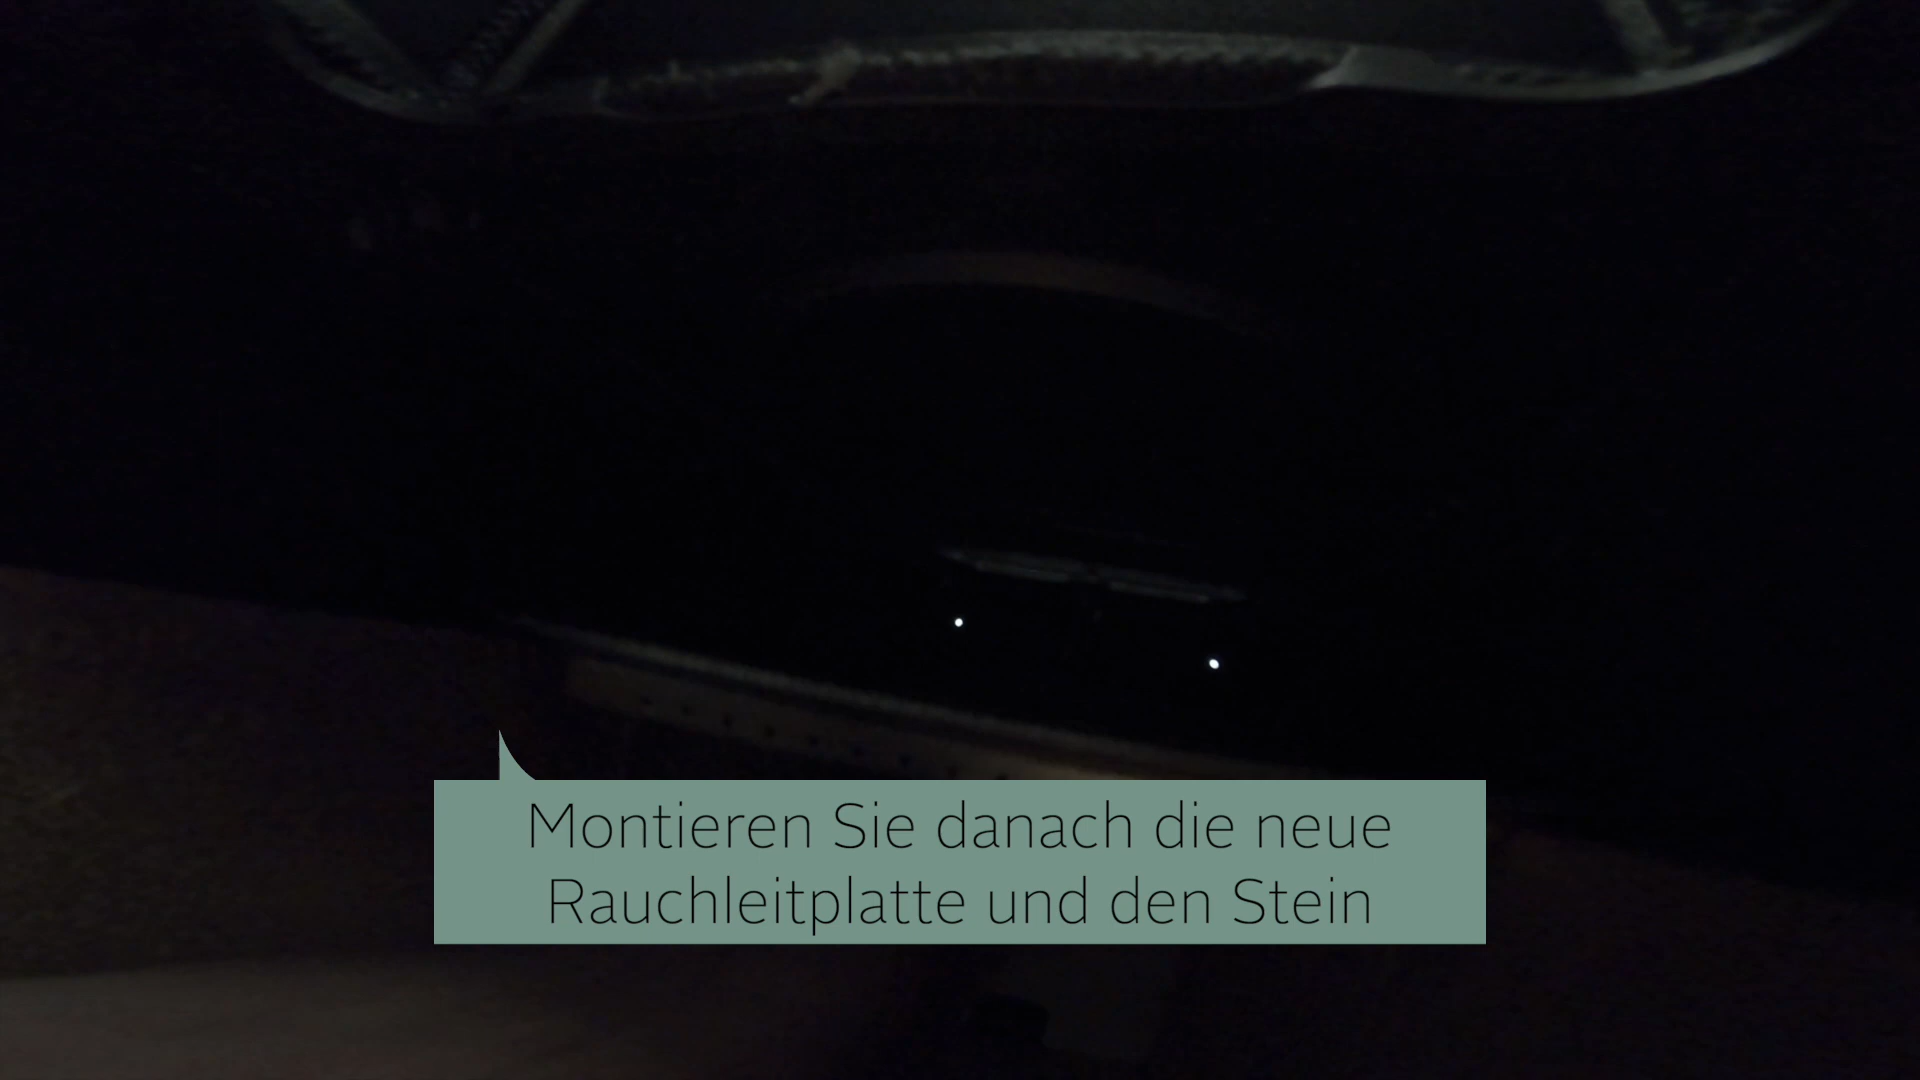 Montieren Sie danach die neue
Rauchleitplatte und den Stein